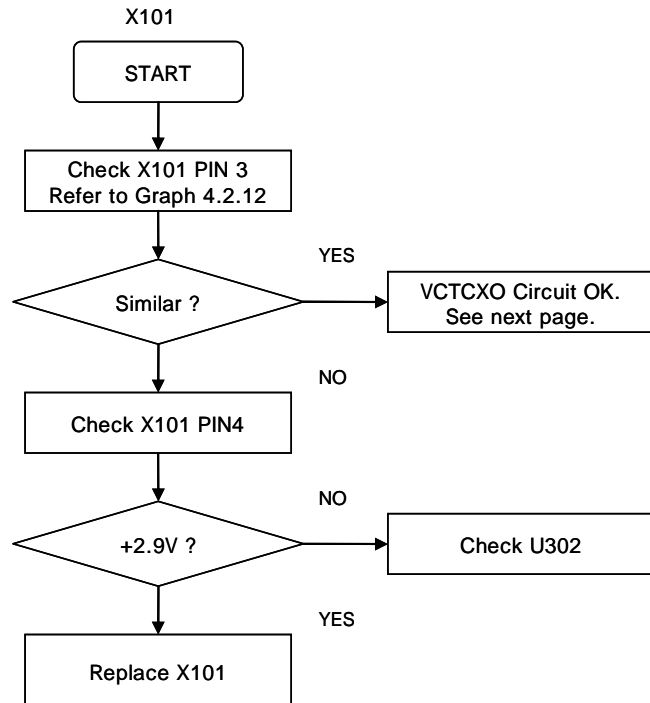 X101
START
Check X101 PIN 3
Refer to Graph 4.2.12
YES
Similar ?
VCTCXO Circuit OK.
See next page.
NO
Check X101 PIN4
NO
+2.9V ?
Check U302
YES
Replace X101